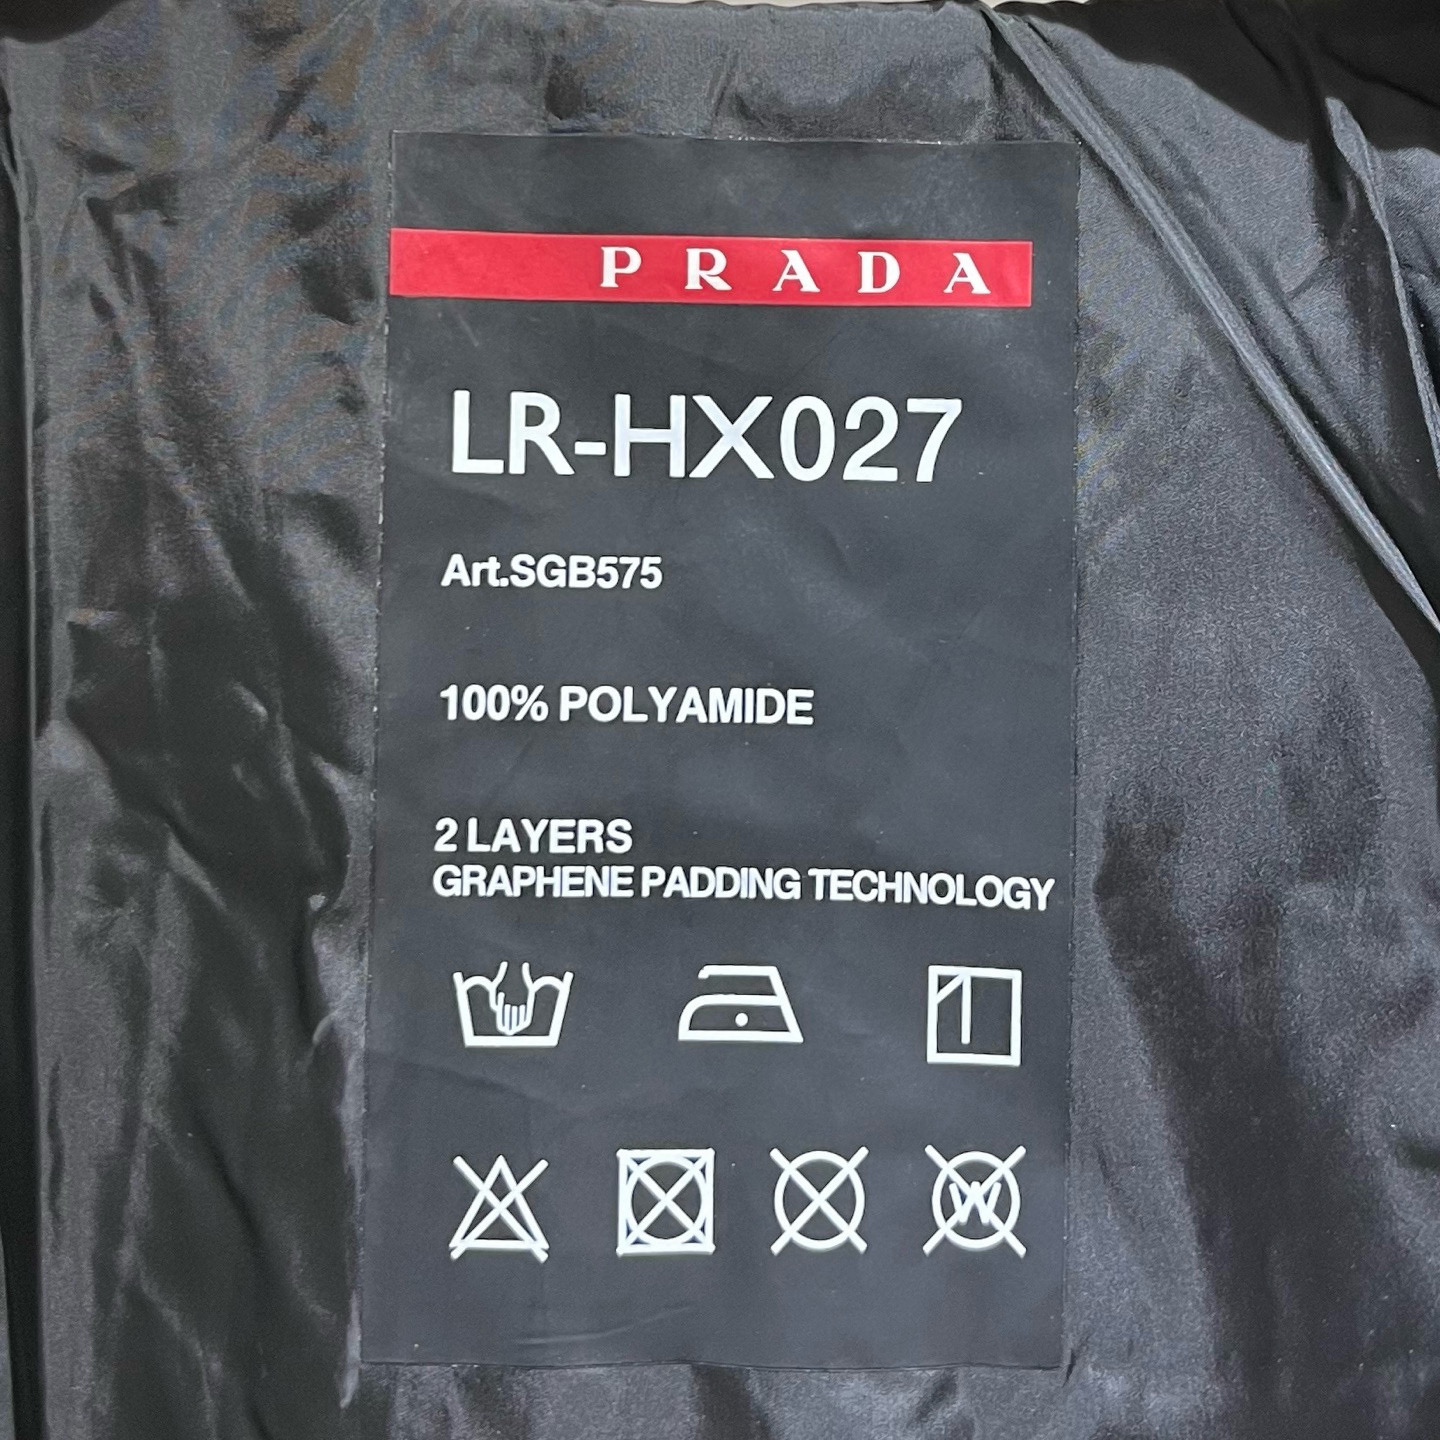 PRADA
LR-HX027
Art.SGB575
100% POLYAMIDE
2 LAYERS
GRAPHENE PADDING TECHNOLOGY
W